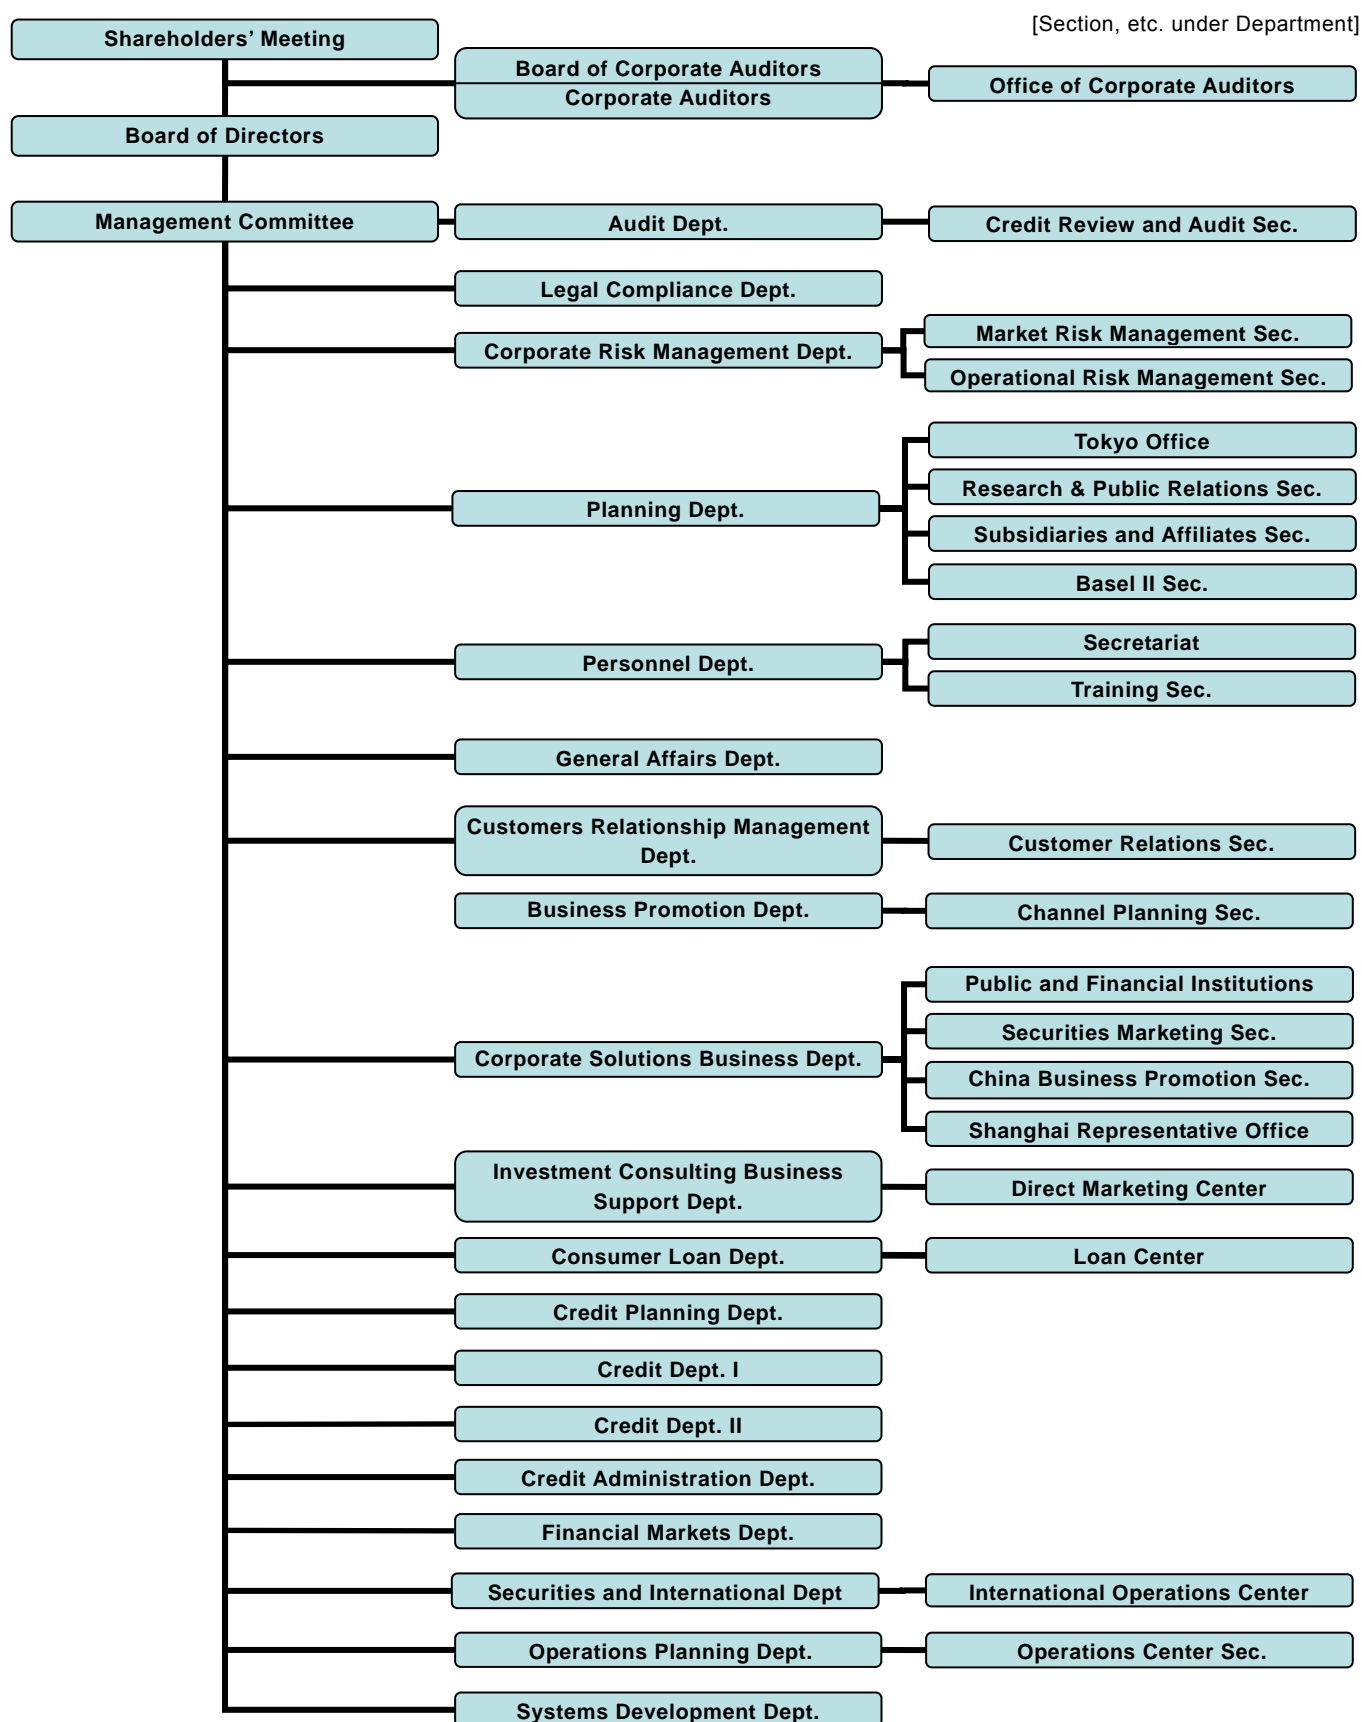 [Section, etc. under Department]
Shareholders’ Meeting
Board of Corporate Auditors
Corporate Auditors
Office of Corporate Auditors
Board of Directors
Management Committee
Audit Dept.
Credit Review and Audit Sec.
Legal Compliance Dept.
Corporate Risk Management Dept.
Market Risk Management Sec.
Operational Risk Management Sec.
Planning Dept.
Tokyo Office
Research & Public Relations Sec.
Subsidiaries and Affiliates Sec.
Basel II Sec.
Personnel Dept.
Secretariat
Training Sec.
General Affairs Dept.
Customers Relationship Management
Dept.
Customer Relations Sec.
Business Promotion Dept.
Channel Planning Sec.
Corporate Solutions Business Dept.
Public and Financial Institutions
Securities Marketing Sec.
China Business Promotion Sec.
Shanghai Representative Office
Investment Consulting Business
Support Dept.
Direct Marketing Center
Consumer Loan Dept.
Loan Center
Credit Planning Dept.
Credit Dept. I
Credit Dept. II
Credit Administration Dept.
Financial Markets Dept.
Securities and International Dept
International Operations Center
Operations Planning Dept.
Operations Center Sec.
Systems Development Dept.